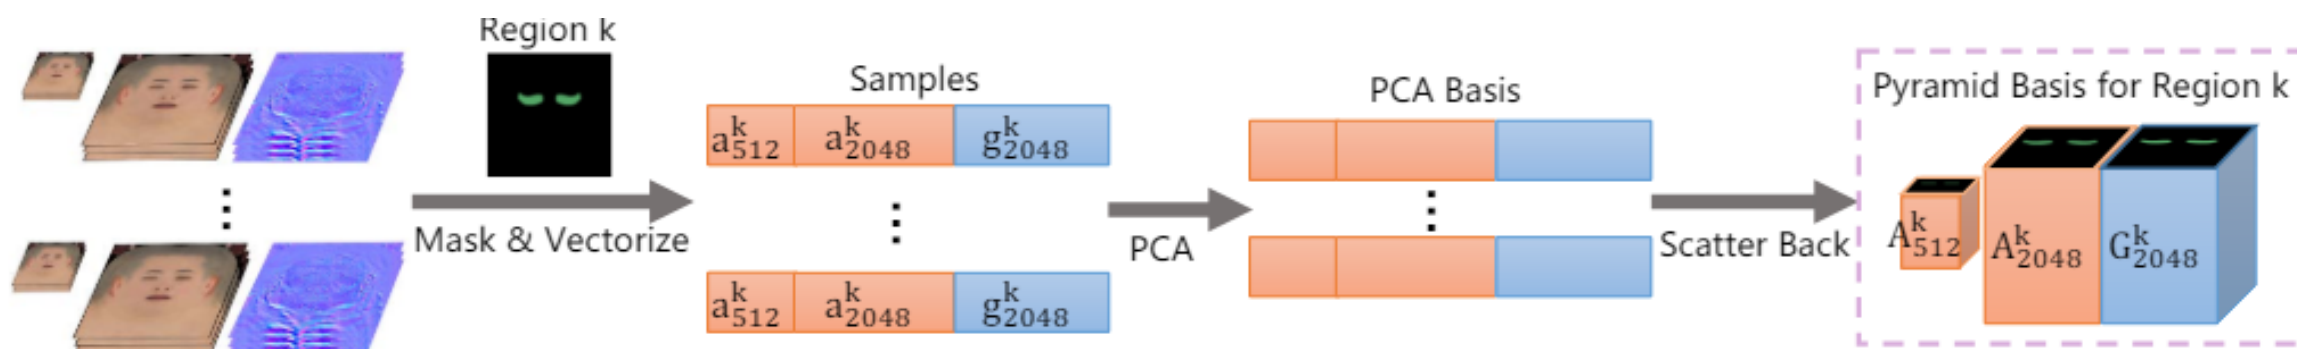 Region k
Mask & Vectorize
Samples
a^k_512 a^k_2048 g^k_2048
a^k_512 a^k_2048 g^k_2048
PCA
PCA Basis
Scatter Back
Pyramid Basis for Region k
A^k_512 A^k_2048 G^k_2048